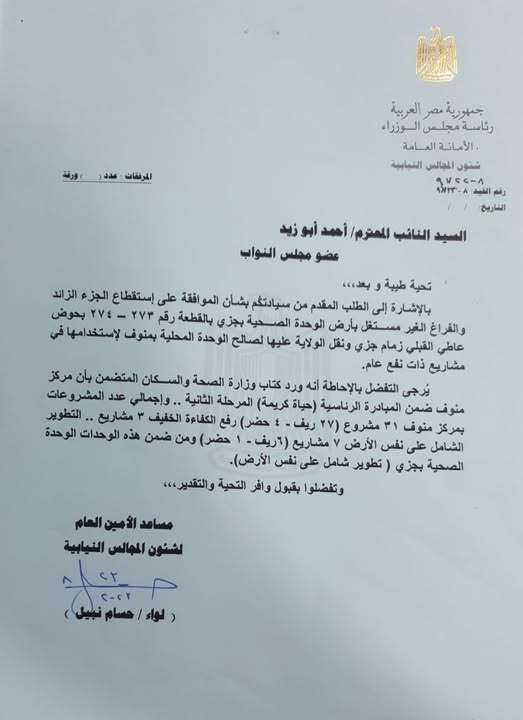 جمهورية مصر العربية
رئاسة مجلس الوزراء
الأمانة العامة
شئون المجالس النيابية
رقم القيد:
التاريخ: / /
المرفقات : عدد ( ) ورقة
السيد النائب المحترم/ أحمد أبو زيد
عضو مجلس النواب
تحية طيبة و بعد،،،
بالإشارة إلى الطلب المقدم من سيادتكم بشأن الموافقة على إستقطاع الجزء الزائد
والفراغ الغير مستغل بأرض الوحدة الصحية بجزي بالقطعة رقم ٢٧٣ – ٢٧٤ بحوض
عاطي القبلي زمام جزي ونقل الولاية عليها لصالح الوحدة المحلية بمنوف لإستخدامها في
مشاريع ذات نفع عام.
يُرجى التفضل بالإحاطة أنه ورد كتاب وزارة الصحة والسكان المتضمن بأن مركز
منوف ضمن المبادرة الرئاسية (حياة كريمة) المرحلة الثانية .. وإجمالي عدد المشروعات
بمركز منوف ٣١ مشروع (٢٧ ريف - ٤ حضر) رفع الكفاءة الخفيف ٣ مشاريع .. التطوير
الشامل على نفس الأرض ٧ مشاريع (٦ريف - ١ حضر) ومن ضمن هذه الوحدات الوحدة
الصحية بجزي ( تطوير شامل على نفس الأرض).
وتفضلوا بقبول وافر التحية والتقدير،،،
مساعد الأمين العام
لشئون المجالس النيابية
٢٣
٨
٢٠٢٢
( لواء / حسام نبيل )